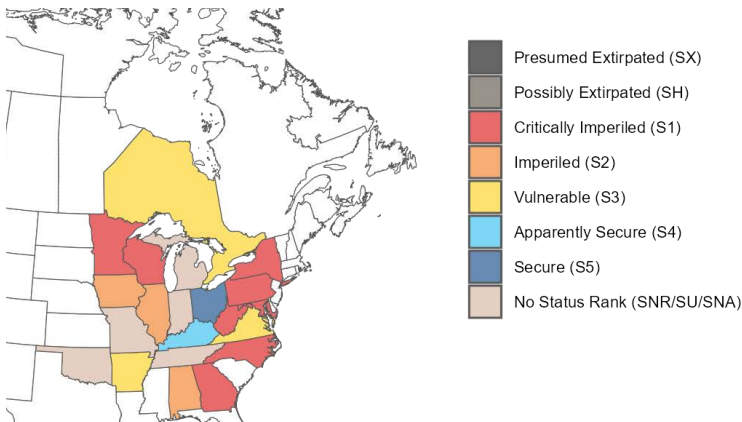 Presumed Extirpated (SX)
Possibly Extirpated (SH)
Critically Imperiled (S1)
Imperiled (S2)
Vulnerable (S3)
Apparently Secure (S4)
Secure (S5)
No Status Rank (SNR/SU/SNA)